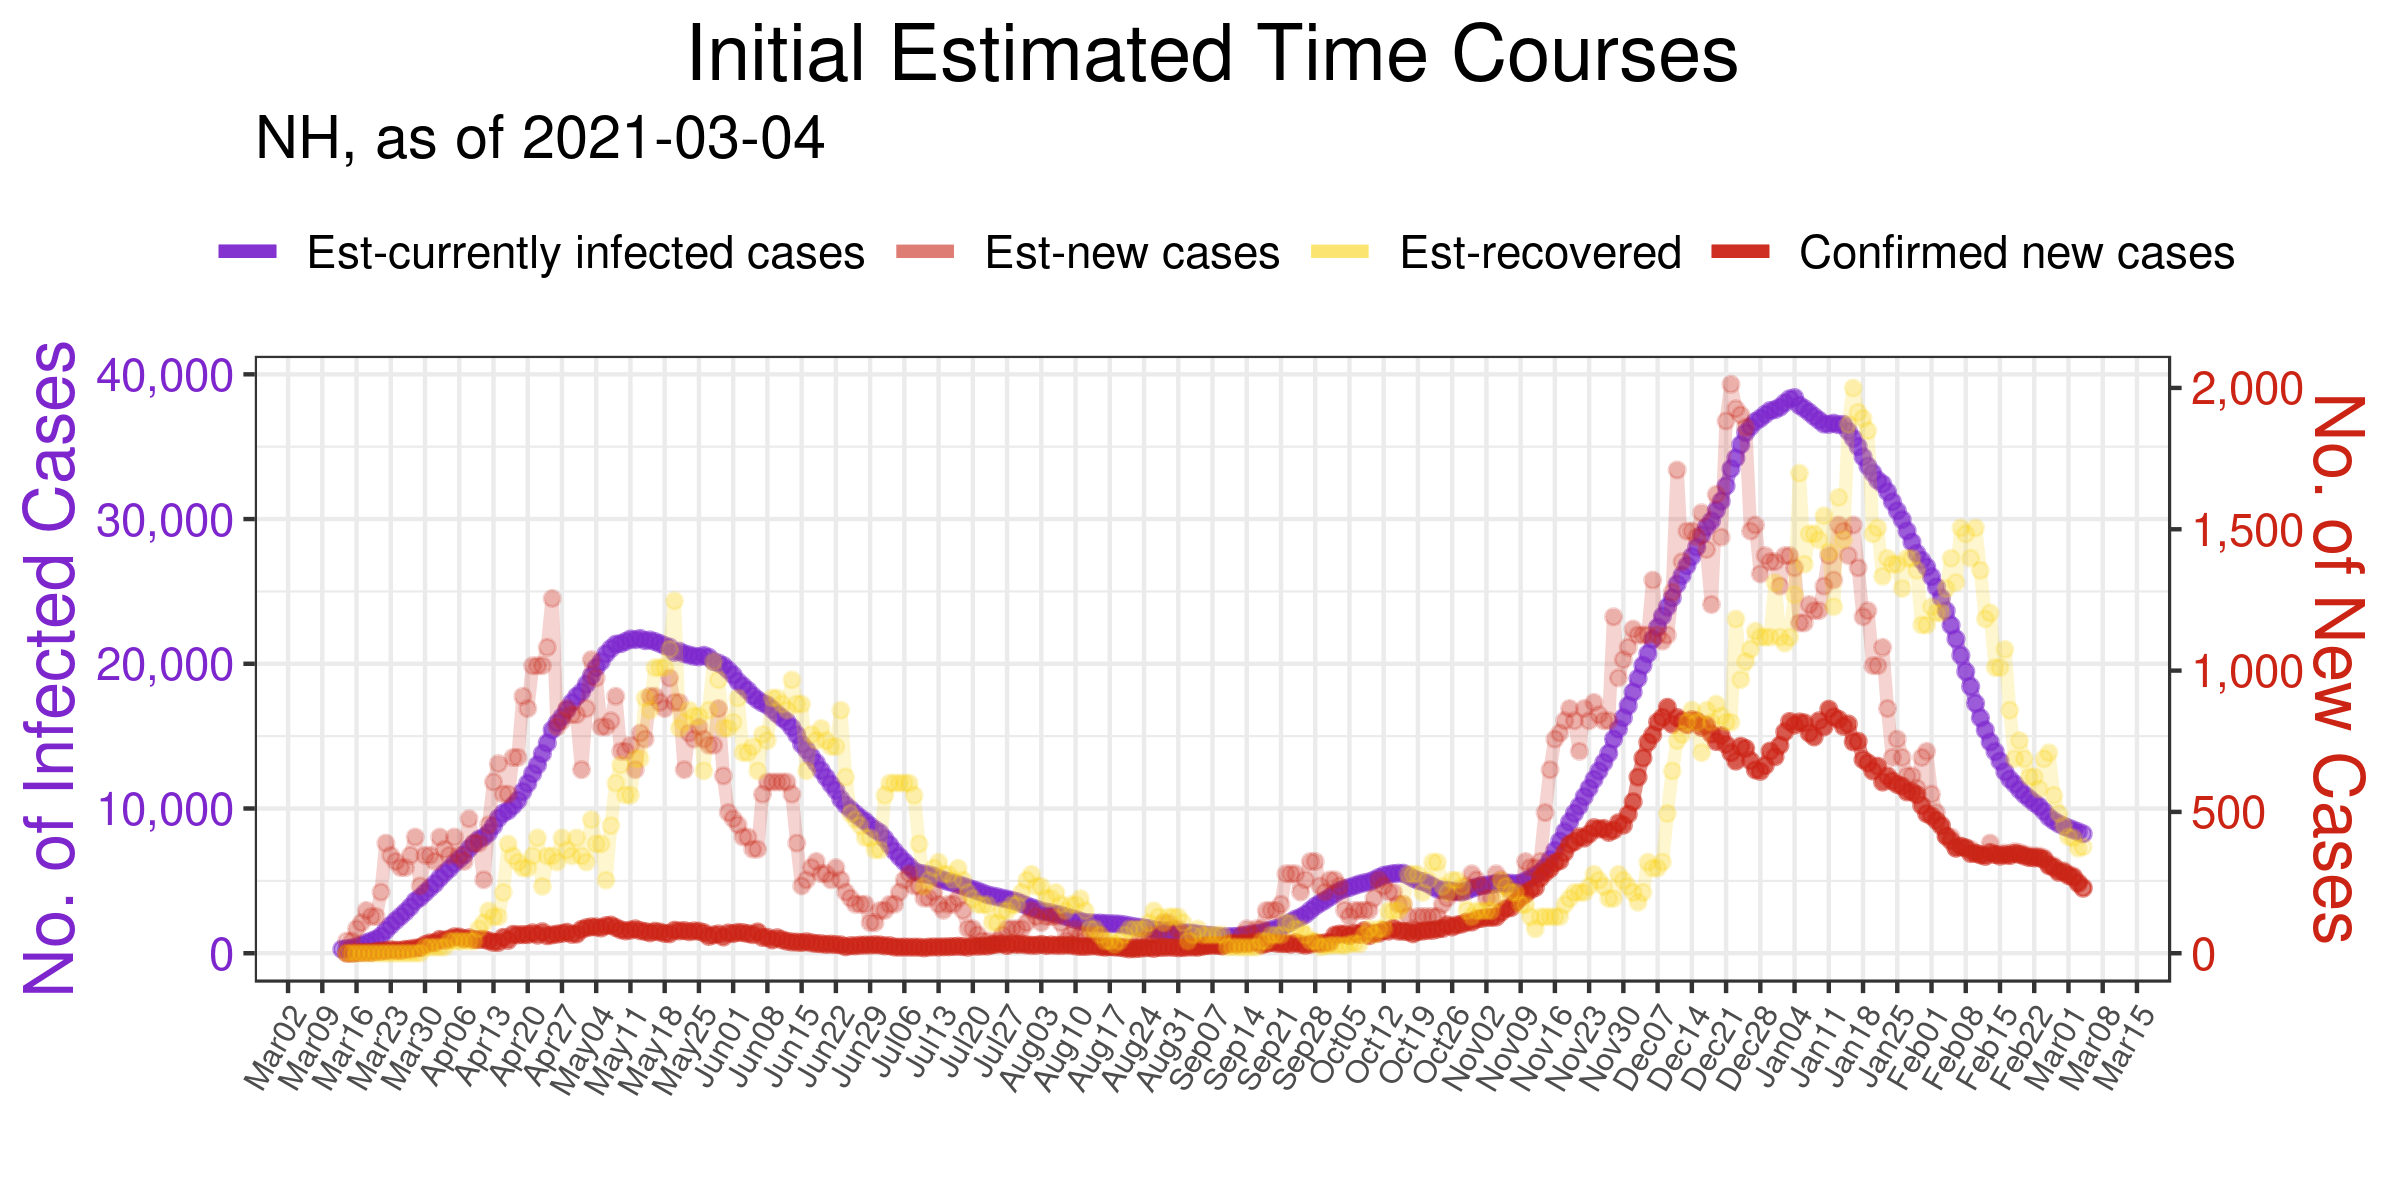 Initial Estimated Time Courses
NH, as of 2021-03-04
Est-currently infected cases
Est-new cases
Est-recovered
Confirmed new cases
No. of Infected Cases
40,000
30,000
20,000
10,000
0
2,000
1,500
1,000
500
0
No. of New Cases
Mar02
Mar09
Mar16
Mar23
Mar30
Apr06
Apr13
Apr20
Apr27
May04
May11
May18
May25
Jun01
Jun08
Jun15
Jun22
Jun29
Jul06
Jul13
Jul20
Jul27
Aug03
Aug10
Aug17
Aug24
Aug31
Sep07
Sep14
Sep21
Sep28
Oct05
Oct12
Oct19
Oct26
Nov02
Nov09
Nov16
Nov23
Nov30
Dec07
Dec14
Dec21
Dec28
Jan04
Jan11
Jan18
Jan25
Feb01
Feb08
Feb15
Feb22
Mar01
Mar08
Mar15